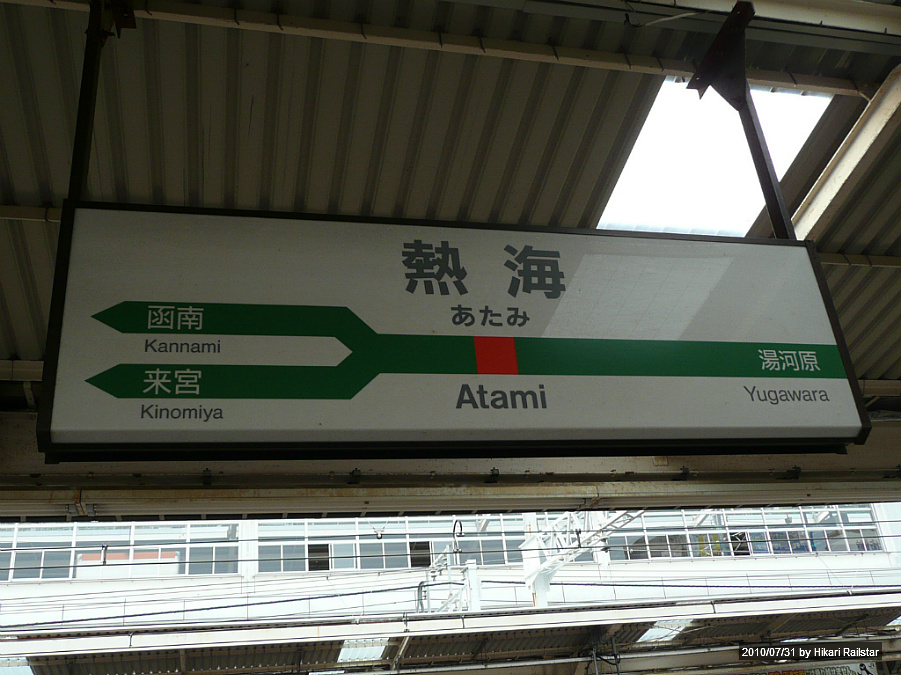 熱海
あたみ
函南
Kannami
来宮
Kinomiya
Atami
湯河原
Yugawara
2010/07/31 by Hikari Railstar